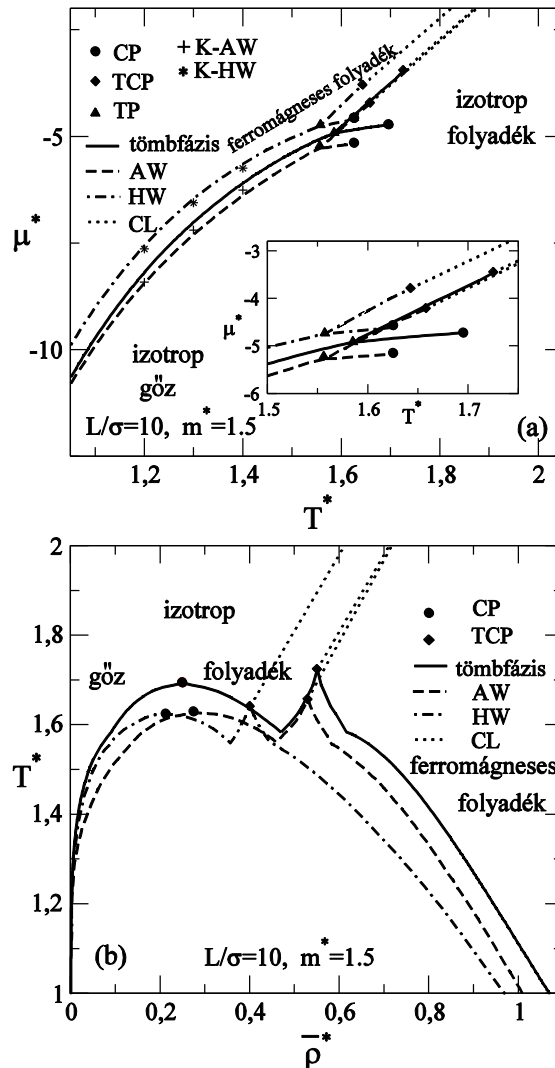 CP
+ K-AW
TCP
* K-HW
TP
tömbfázis
AW
HW
CL
ferromágneses folyadék
izotrop
folyadék
izotrop
gőz
L/σ=10, m*=1.5
(a)
μ*
-5
-10
1,2
1,4
1,6
1,8
2
T*
-3
-4
-5
-6
μ*
1.5
1.6
1.7
T*
2
1,8
1,6
1,4
1,2
1
T*
izotrop
gőz
folyadék
CP
TCP
tömbfázis
AW
HW
CL
ferromágneses
folyadék
(b)
L/σ=10, m*=1.5
0
0,2
0,4
0,6
0,8
1
ρ̅*